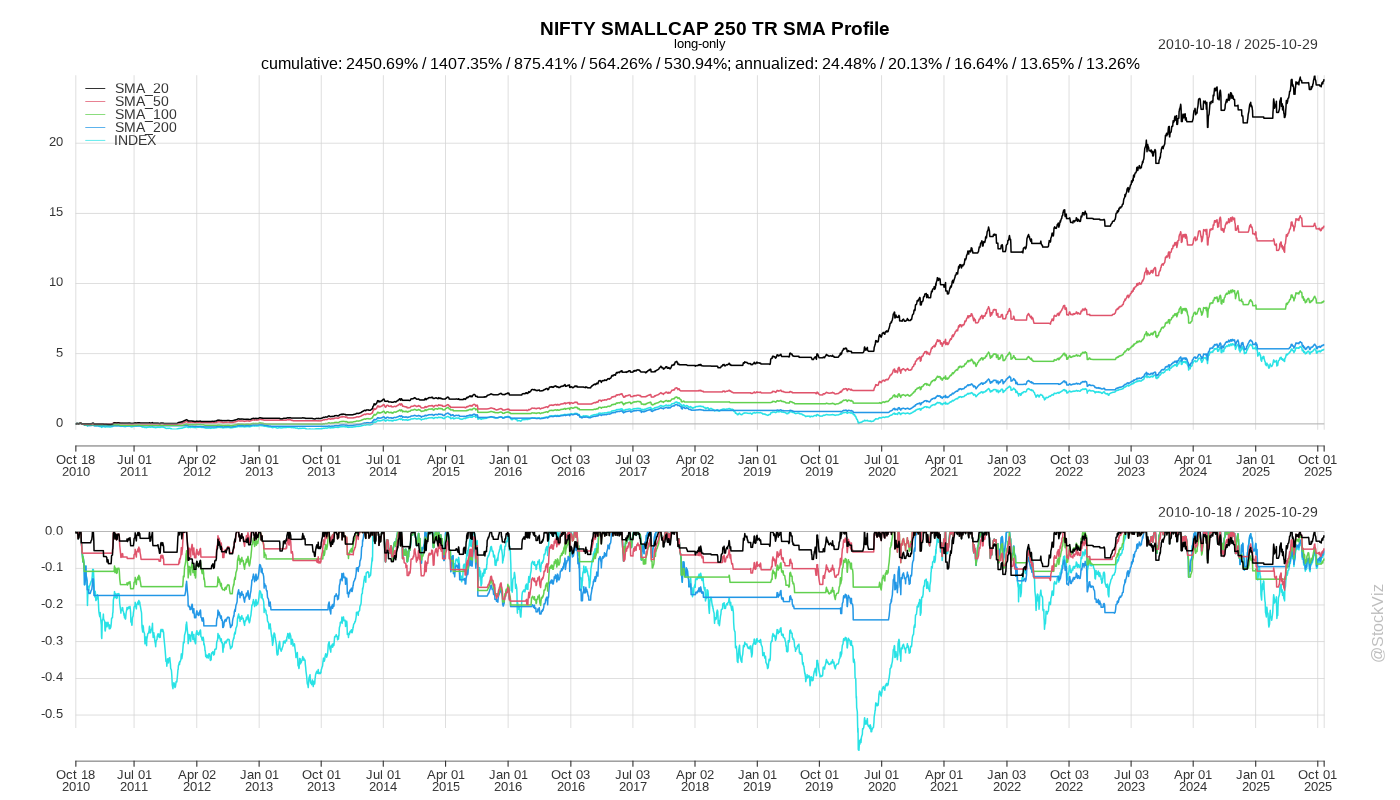 NIFTY SMALLCAP 250 TR SMA Profile
long-only
2010-10-18 / 2025-10-29
cumulative: 2450.69% / 1407.35% / 875.41% / 564.26% / 530.94%; annualized: 24.48% / 20.13% / 16.64% / 13.65% / 13.26%
SMA_20
SMA_50
SMA_100
SMA_200
INDEX
20
15
10
5
0
Oct 18 Jul 01 Apr 02 Jan 01 Oct 01 Jul 01 Apr 01 Jan 01 Oct 03 Jul 03 Apr 02 Jan 01 Oct 01 Jul 01 Apr 01 Jan 03 Oct 03 Jul 03 Apr 01 Jan 01 Oct 01
2010 2011 2012 2013 2013 2014 2015 2016 2016 2017 2018 2019 2019 2020 2021 2022 2022 2023 2024 2025 2025
2010-10-18 / 2025-10-29
0.0
-0.1
-0.2
-0.3
-0.4
-0.5
Oct 18 Jul 01 Apr 02 Jan 01 Oct 01 Jul 01 Apr 01 Jan 01 Oct 03 Jul 03 Apr 02 Jan 01 Oct 01 Jul 01 Apr 01 Jan 03 Oct 03 Jul 03 Apr 01 Jan 01 Oct 01
2010 2011 2012 2013 2013 2014 2015 2016 2016 2017 2018 2019 2019 2020 2021 2022 2022 2023 2024 2025 2025
@StockViz